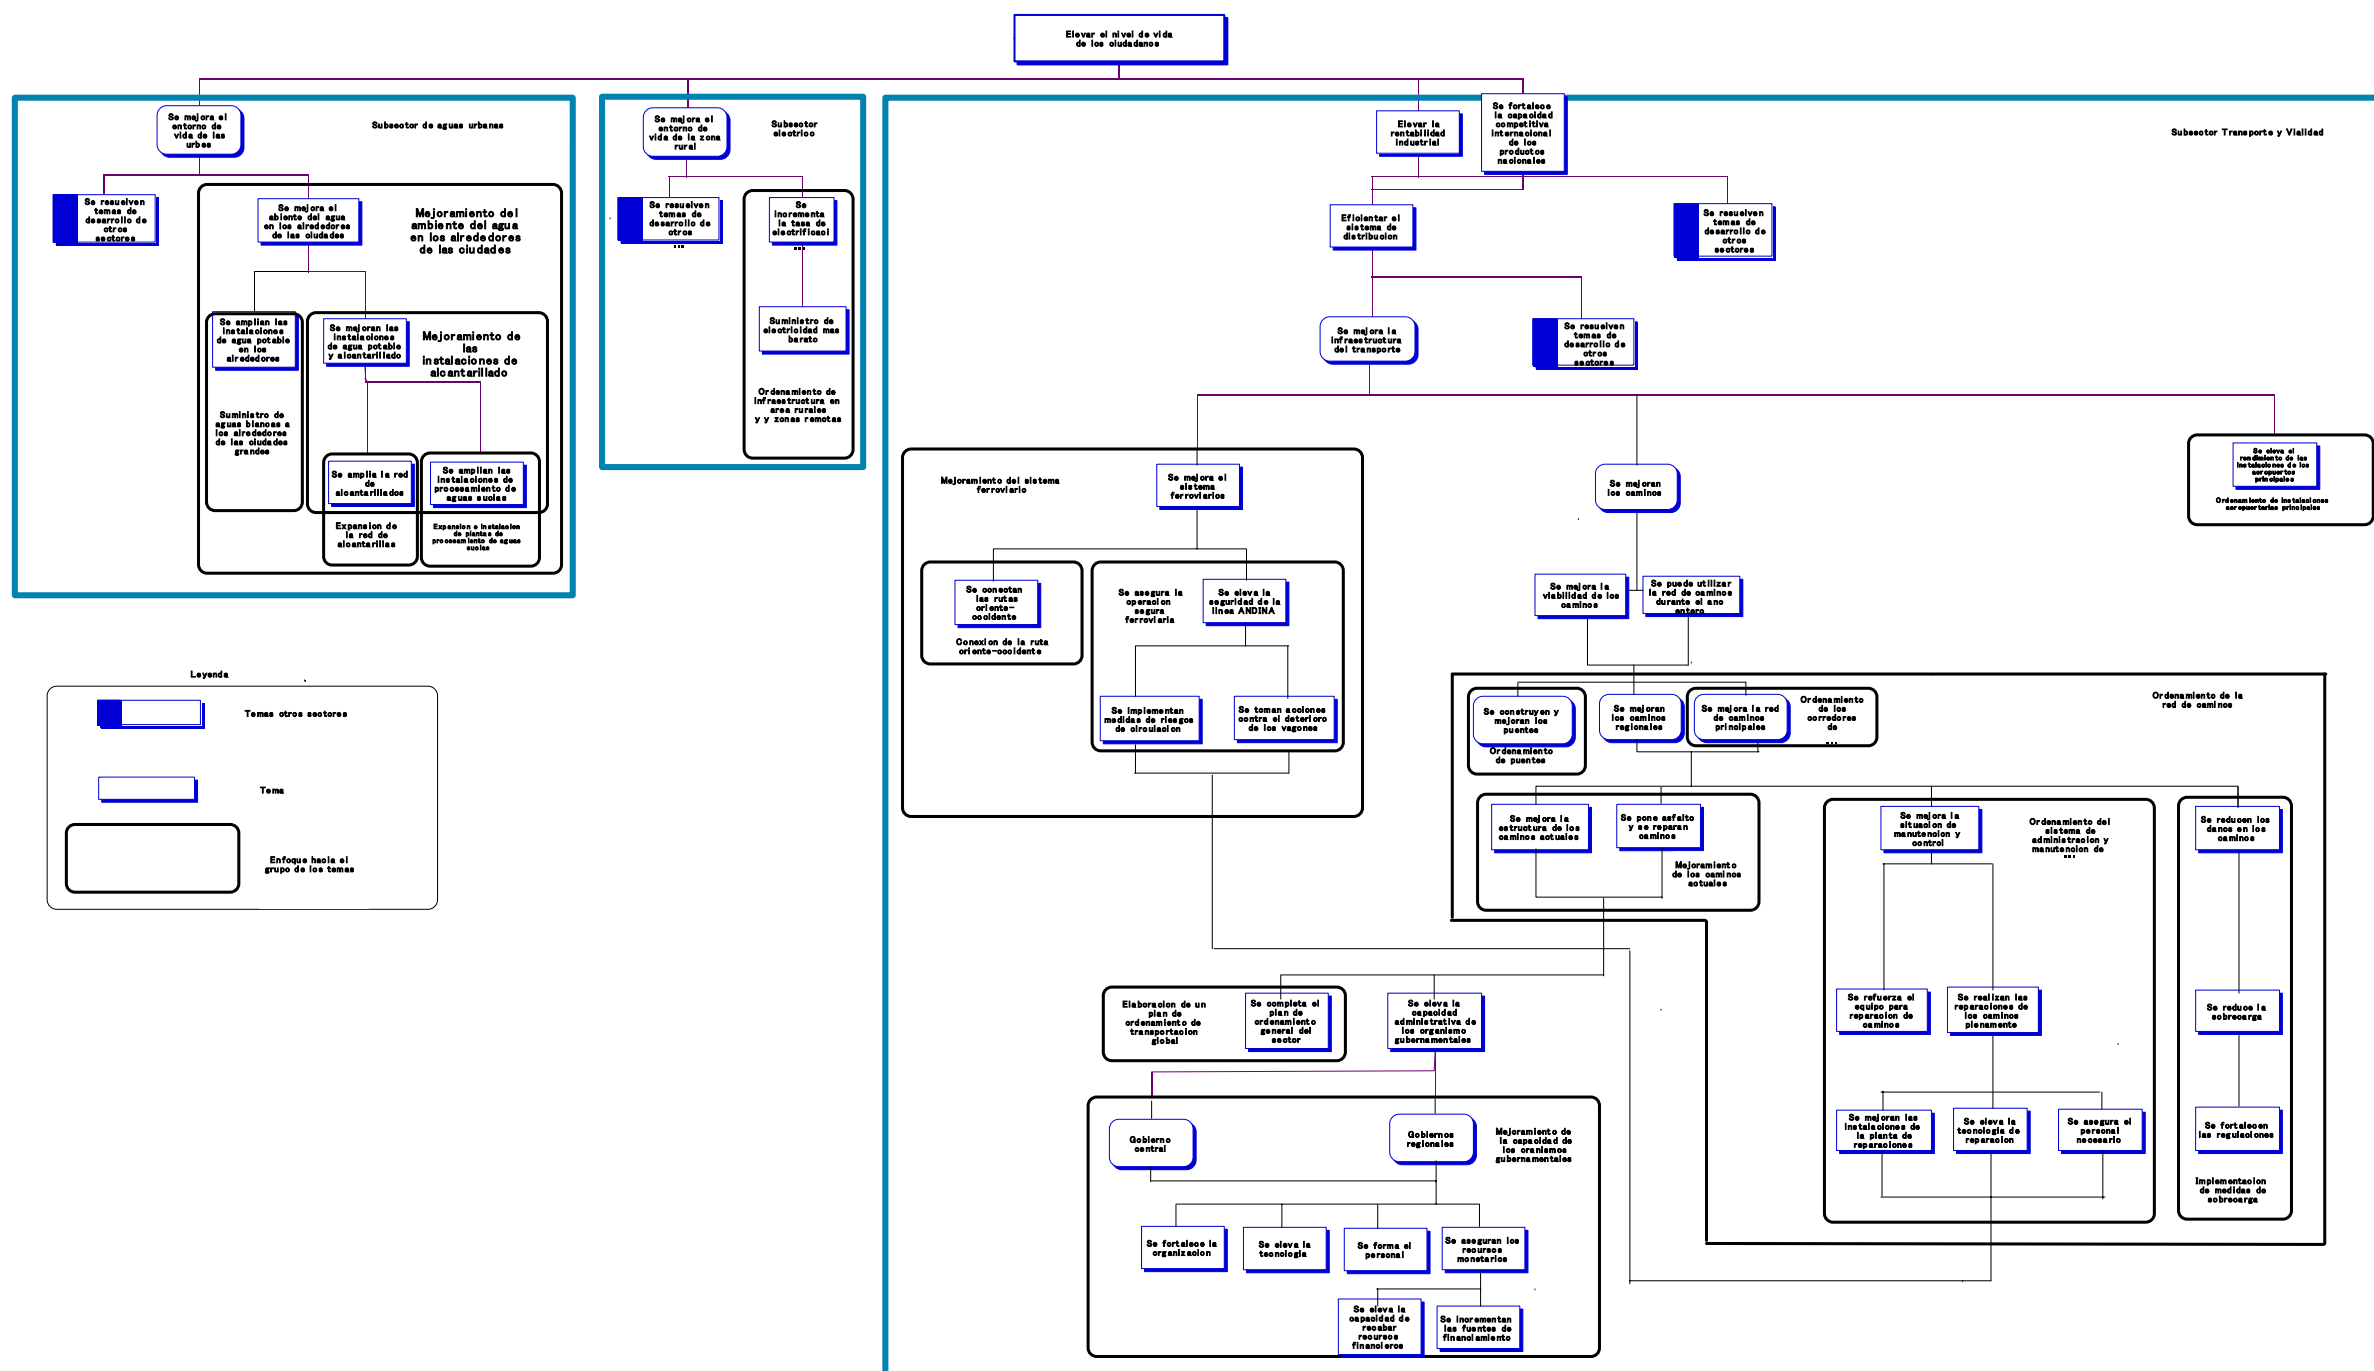 Elevar el nivel de vida
de los ciudadanos
Se mejora el
entorno de
vida de las
urbes
Subsector de aguas urbanas
Se resuelven
temas de
desarrollo de
otros
sectores
Se mejora el
abiente del agua
en los alrededores
de las ciudades
Mejoramiento del
ambiente del agua
en los alrededores
de las ciudades
Se amplian las
instalaciones
de agua potable
en los
alrededores
Se mejoran las
instalaciones
de agua potable
y alcantarillado
Mejoramiento de
las
instalaciones de
alcantarillado
Suministro de
aguas blancas a
los alrededores
de las ciudades
grandes
Se amplia la red
de
alcantarillados
Se amplian las
instalaciones de
procesamiento de
aguas sucias
Expansion de
la red de
alcantarillas
Expansion e instalacion
de plantas de
procesamiento de aguas
sucias
Se mejora el
entorno de
vida de la zona
rural
Subsector
electrico
Se resuelven
temas de
desarrollo de
otros
...
Se
incrementa
la tasa de
electrificaci
...
Suministro de
electricidad mas
barato
Ordenamiento de
infraestructura en
area rurales
y y zonas remotas
Elevar la
rentabilidad
industrial
Se fortalece
la capacidad
competitiva
internacional
de los
productos
nacionales
Subsector Transporte y Vialidad
Eficientar el
sistema de
distribucion
Se resuelven
temas de
desarrollo de
otros
sectores
Se mejora la
infraestructura
del transporte
Se resuelven
temas de
desarrollo de
otros
sectores
Mejoramiento del sistema
ferroviario
Se mejora el
sistema
ferroviarios
Se mejoran
los caminos
Se eleva el
rendimiento de las
instalaciones de los
aeropuertos
principales
Ordenamiento de instalaciones
aeroportuarias principales
Se conectan
las rutas
oriente-
occidente
Conexion de la ruta
oriente-occidente
Se asegura la
operacion
segura
ferroviaria
Se eleva la
seguridad de la
linea ANDINA
Se implementan
medidas de riesgos
de circulacion
Se toman acciones
contra el deterioro
de los vagones
Se mejora la
viabilidad de los
caminos
Se puede utilizar
la red de caminos
durante el ano
entero
Se construyen y
mejoran los
puentes
Ordenamiento
de puentes
Se mejoran
los caminos
regionales
Se mejora la red
de caminos
principales
Ordenamiento
de los
corredores
de
...
Ordenamiento de la
red de caminos
Se mejora la
estructura de los
caminos actuales
Se pone asfalto
y se reparan
caminos
Mejoramiento
de los caminos
actuales
Se mejora la
situacion de
manutencion y
control
Ordenamiento del
sistema de
administracion y
manutencion de
...
Se reducen los
danos en los
caminos
Se refuerza el
equipo para
reparacion de
caminos
Se realizan las
reparaciones de
los caminos
plenamente
Se reduce la
sobrecarga
Se mejoran las
instalaciones de
la planta de
reparaciones
Se eleva la
tecnologia de
reparacion
Se asegura el
personal
necesario
Se fortalecen
las regulaciones
Implementacion
de medidas de
sobrecarga
Elaboracion de un
plan de
ordenamiento de
transportacion
global
Se completa el
plan de
ordenamiento
general del
sector
Se eleva la
capacidad
administrativa de
los organismo
gubernamentales
Gobierno
central
Gobiernos
regionales
Mejoramiento de
la capacidad de
los oranismos
gubernamentales
Se fortalece la
organizacion
Se eleva la
tecnologia
Se forma el
personal
Se aseguran los
recursos
monetarios
Se eleva la
capacidad de
recabar
recursos
financieros
Se incrementan
las fuentes de
financiamiento
Leyenda
Temas otros sectores
Tema
Enfoque hacia el
grupo de los temas